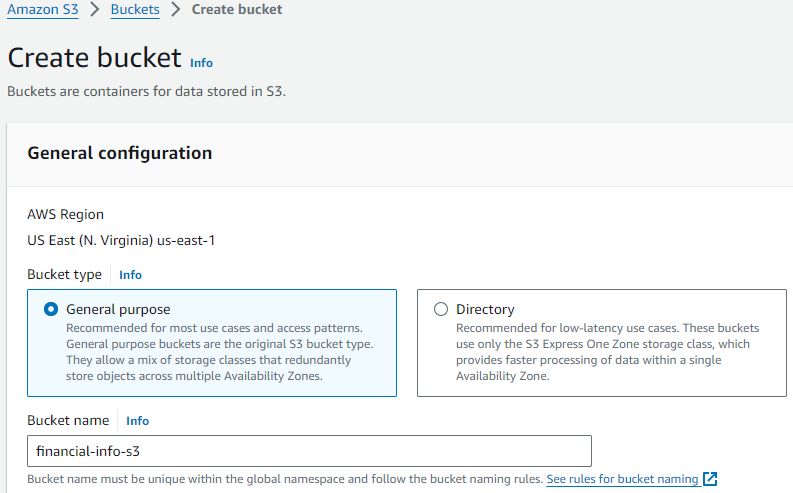 Amazon S3 > Buckets > Create bucket
Create bucket Info
Buckets are containers for data stored in S3.
General configuration
AWS Region
US East (N. Virginia) us-east-1
Bucket type Info
General purpose
Recommended for most use cases and access patterns.
General purpose buckets are the original S3 bucket type.
They allow a mix of storage classes that redundantly
store objects across multiple Availability Zones.
Directory
Recommended for low-latency use cases. These buckets
use only the S3 Express One Zone storage class, which
provides faster processing of data within a single
Availability Zone.
Bucket name Info
financial-info-s3
Bucket name must be unique within the global namespace and follow the bucket naming rules. See rules for bucket naming